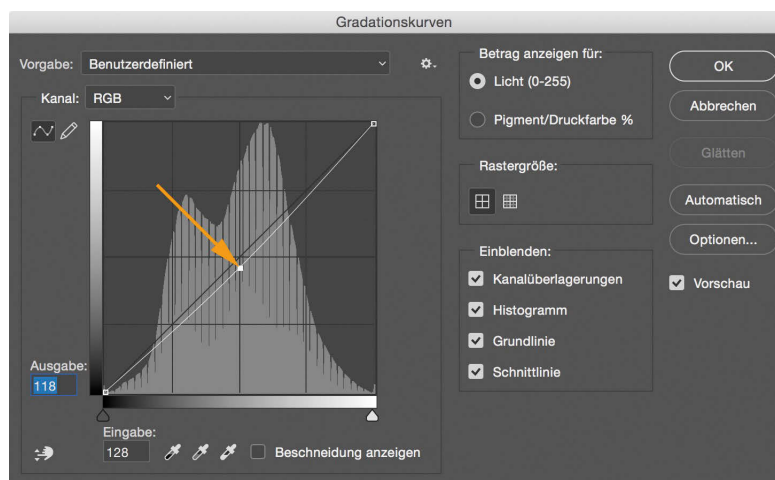 Gradationskurven
Vorgabe: Benutzerdefiniert
Kanal: RGB
Ausgabe:
118
Eingabe:
128
Beschneidung anzeigen
Betrag anzeigen für:
Licht (0-255)
Pigment/Druckfarbe %
Rastergröße:
Einblenden:
Kanalüberlagerungen
Histogramm
Grundlinie
Schnittlinie
OK
Abbrechen
Glätten
Automatisch
Optionen...
Vorschau